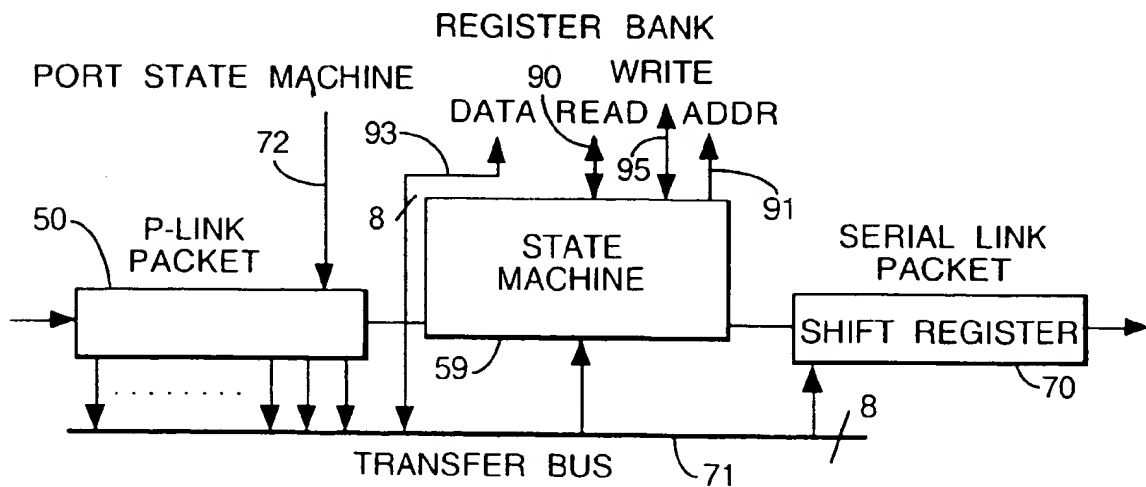 REGISTER BANK
PORT STATE MACHINE
90
WRITE
DATA READ ADDR
72
93
95
91
8
50
P-LINK
PACKET
STATE
MACHINE
SERIAL LINK
PACKET
SHIFT REGISTER
59
70
8
TRANSFER BUS
71